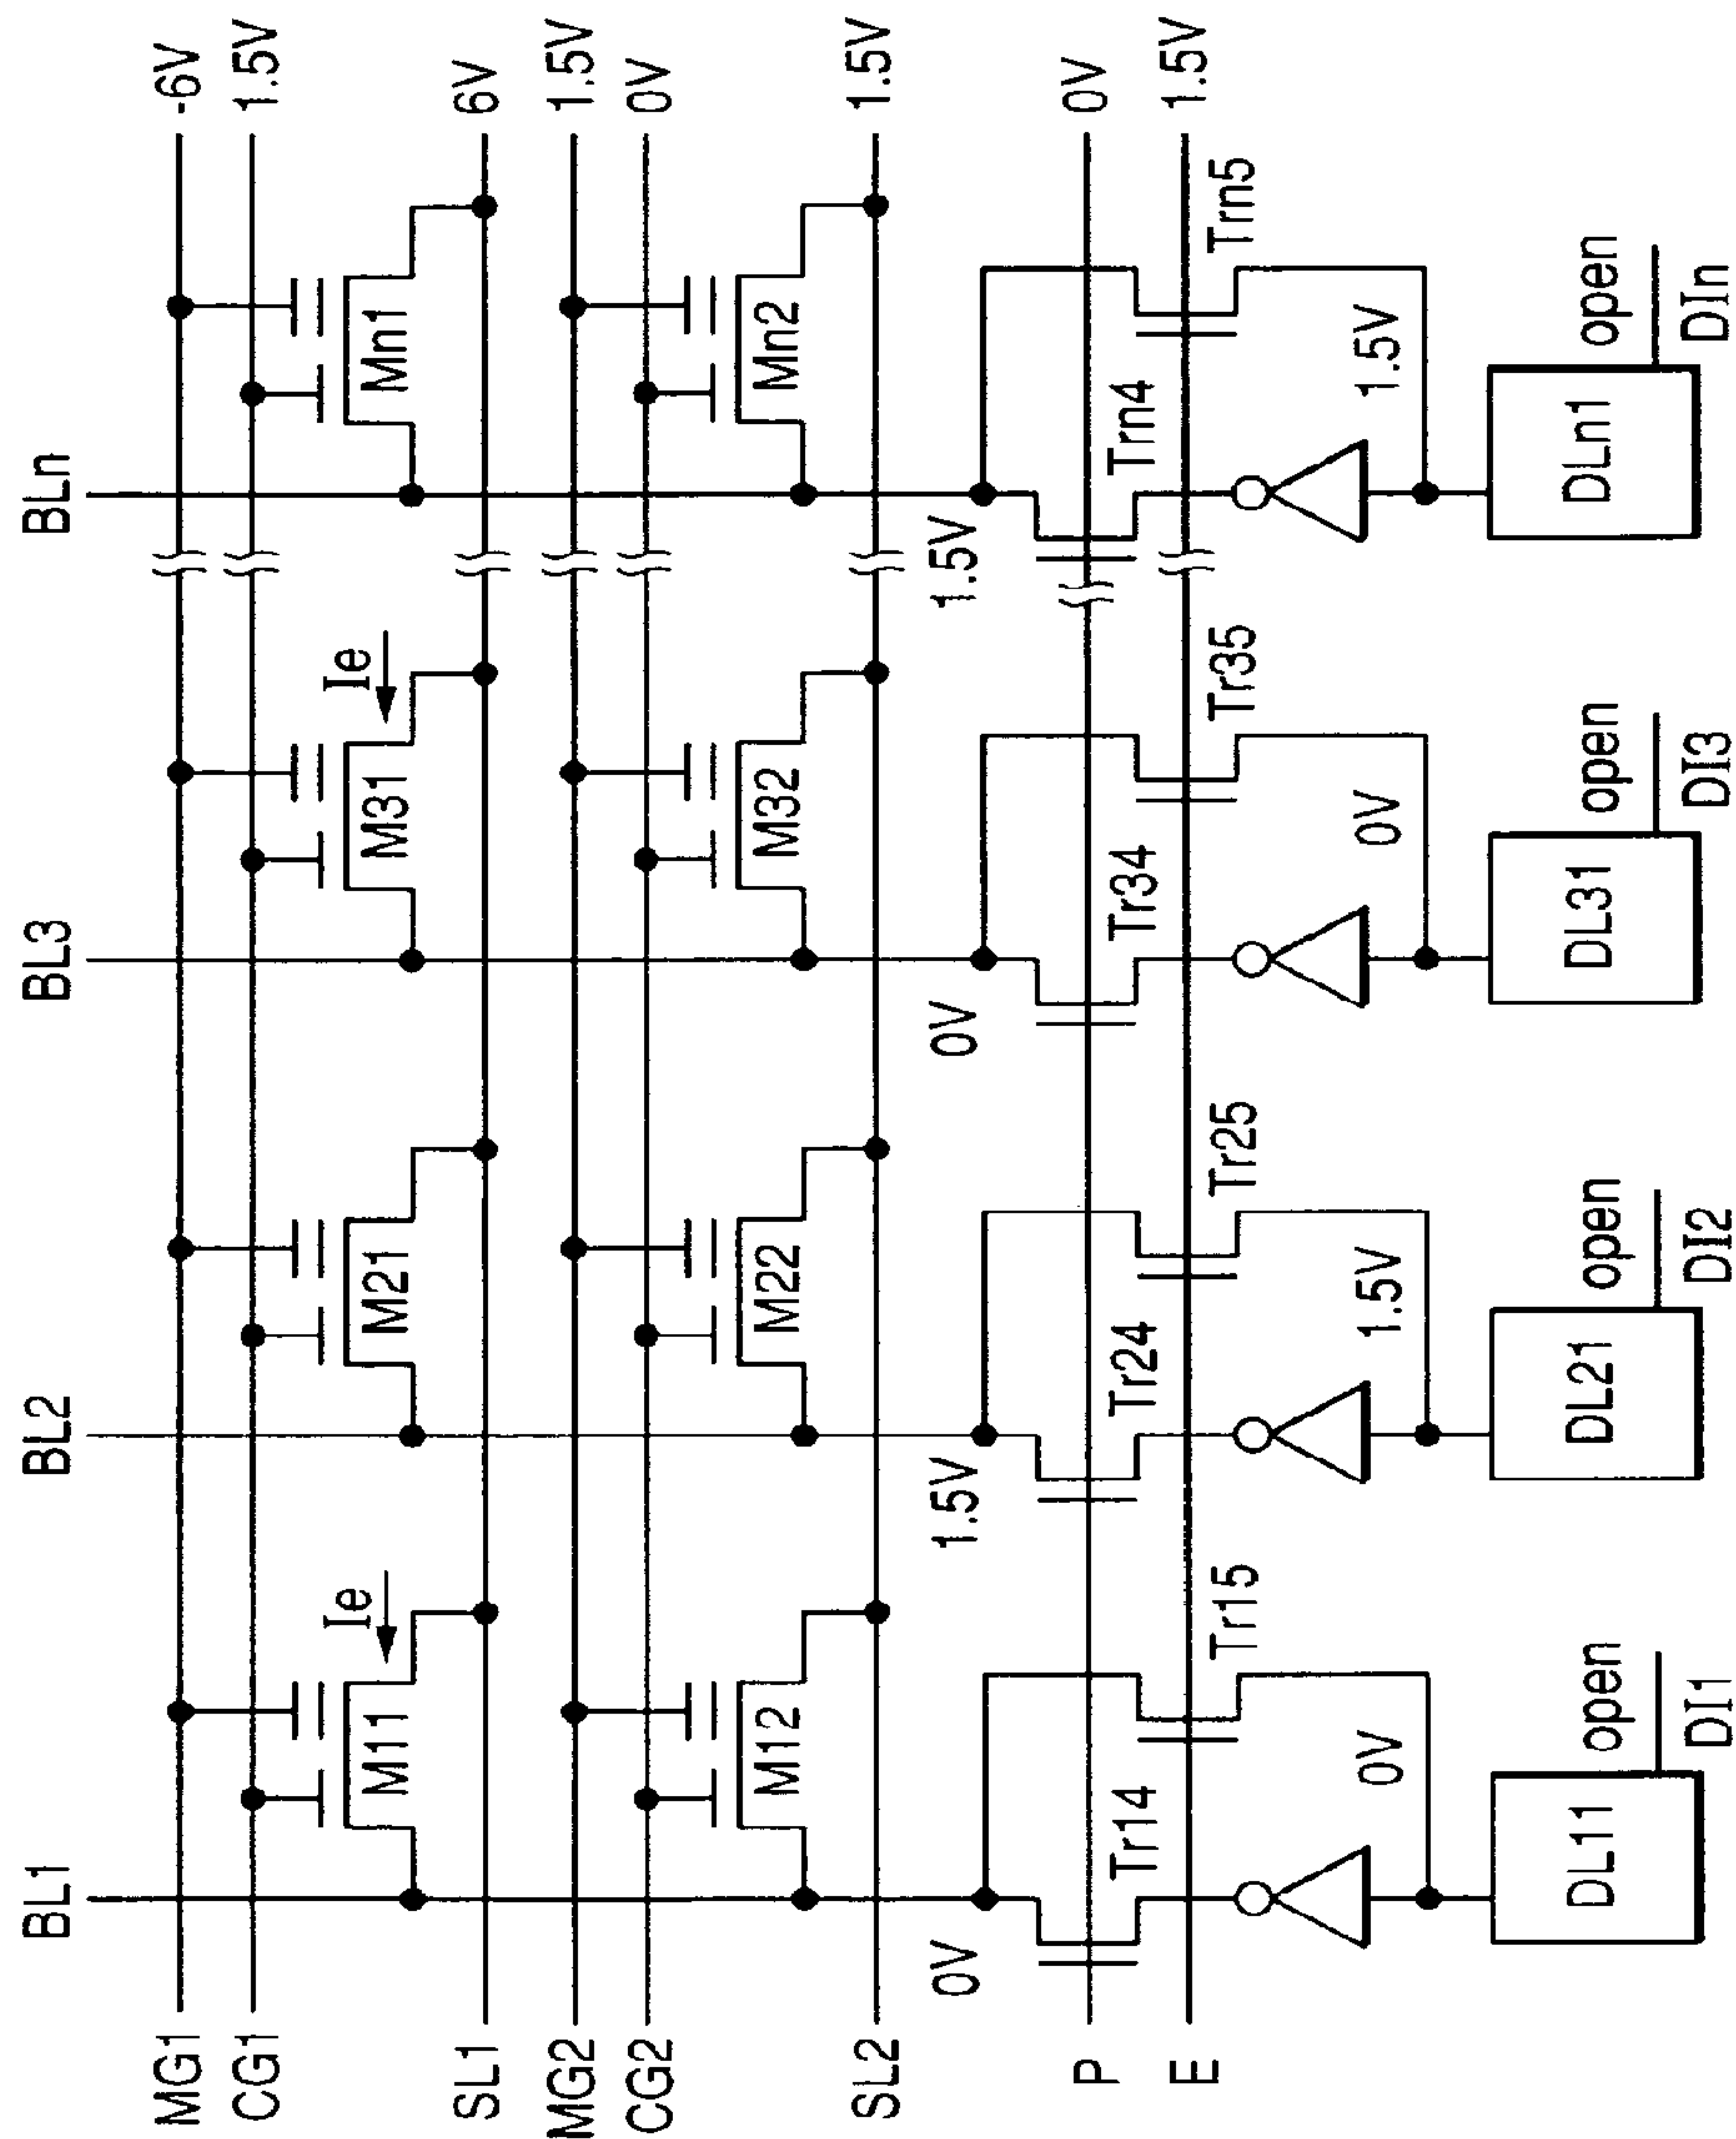 BL1 BL2 BL3 BLn
MG1 -6V
CG1 1.5V
Ie Ie
M11 M21 M31 Mn1
SL1 6V
MG2 1.5V
CG2 0V
M12 M22 M32 Mn2
SL2 1.5V
0V 1.5V 0V 1.5V
P 0V
Tr14 Tr24 Tr34 Trn4
E 1.5V
Tr15 Tr25 Tr35 Trn5
0V 1.5V 0V 1.5V
DL11 open DL21 open DL31 open DLn1 open
DI1 DI2 DI3 DIn